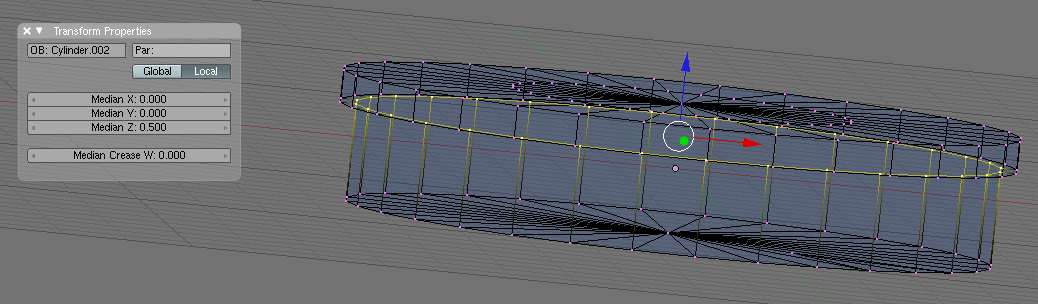 Transform Properties
OB: Cylinder.002 Par:
Global Local
Median X: 0.000
Median Y: 0.000
Median Z: 0.500
Median Crease W: 0.000